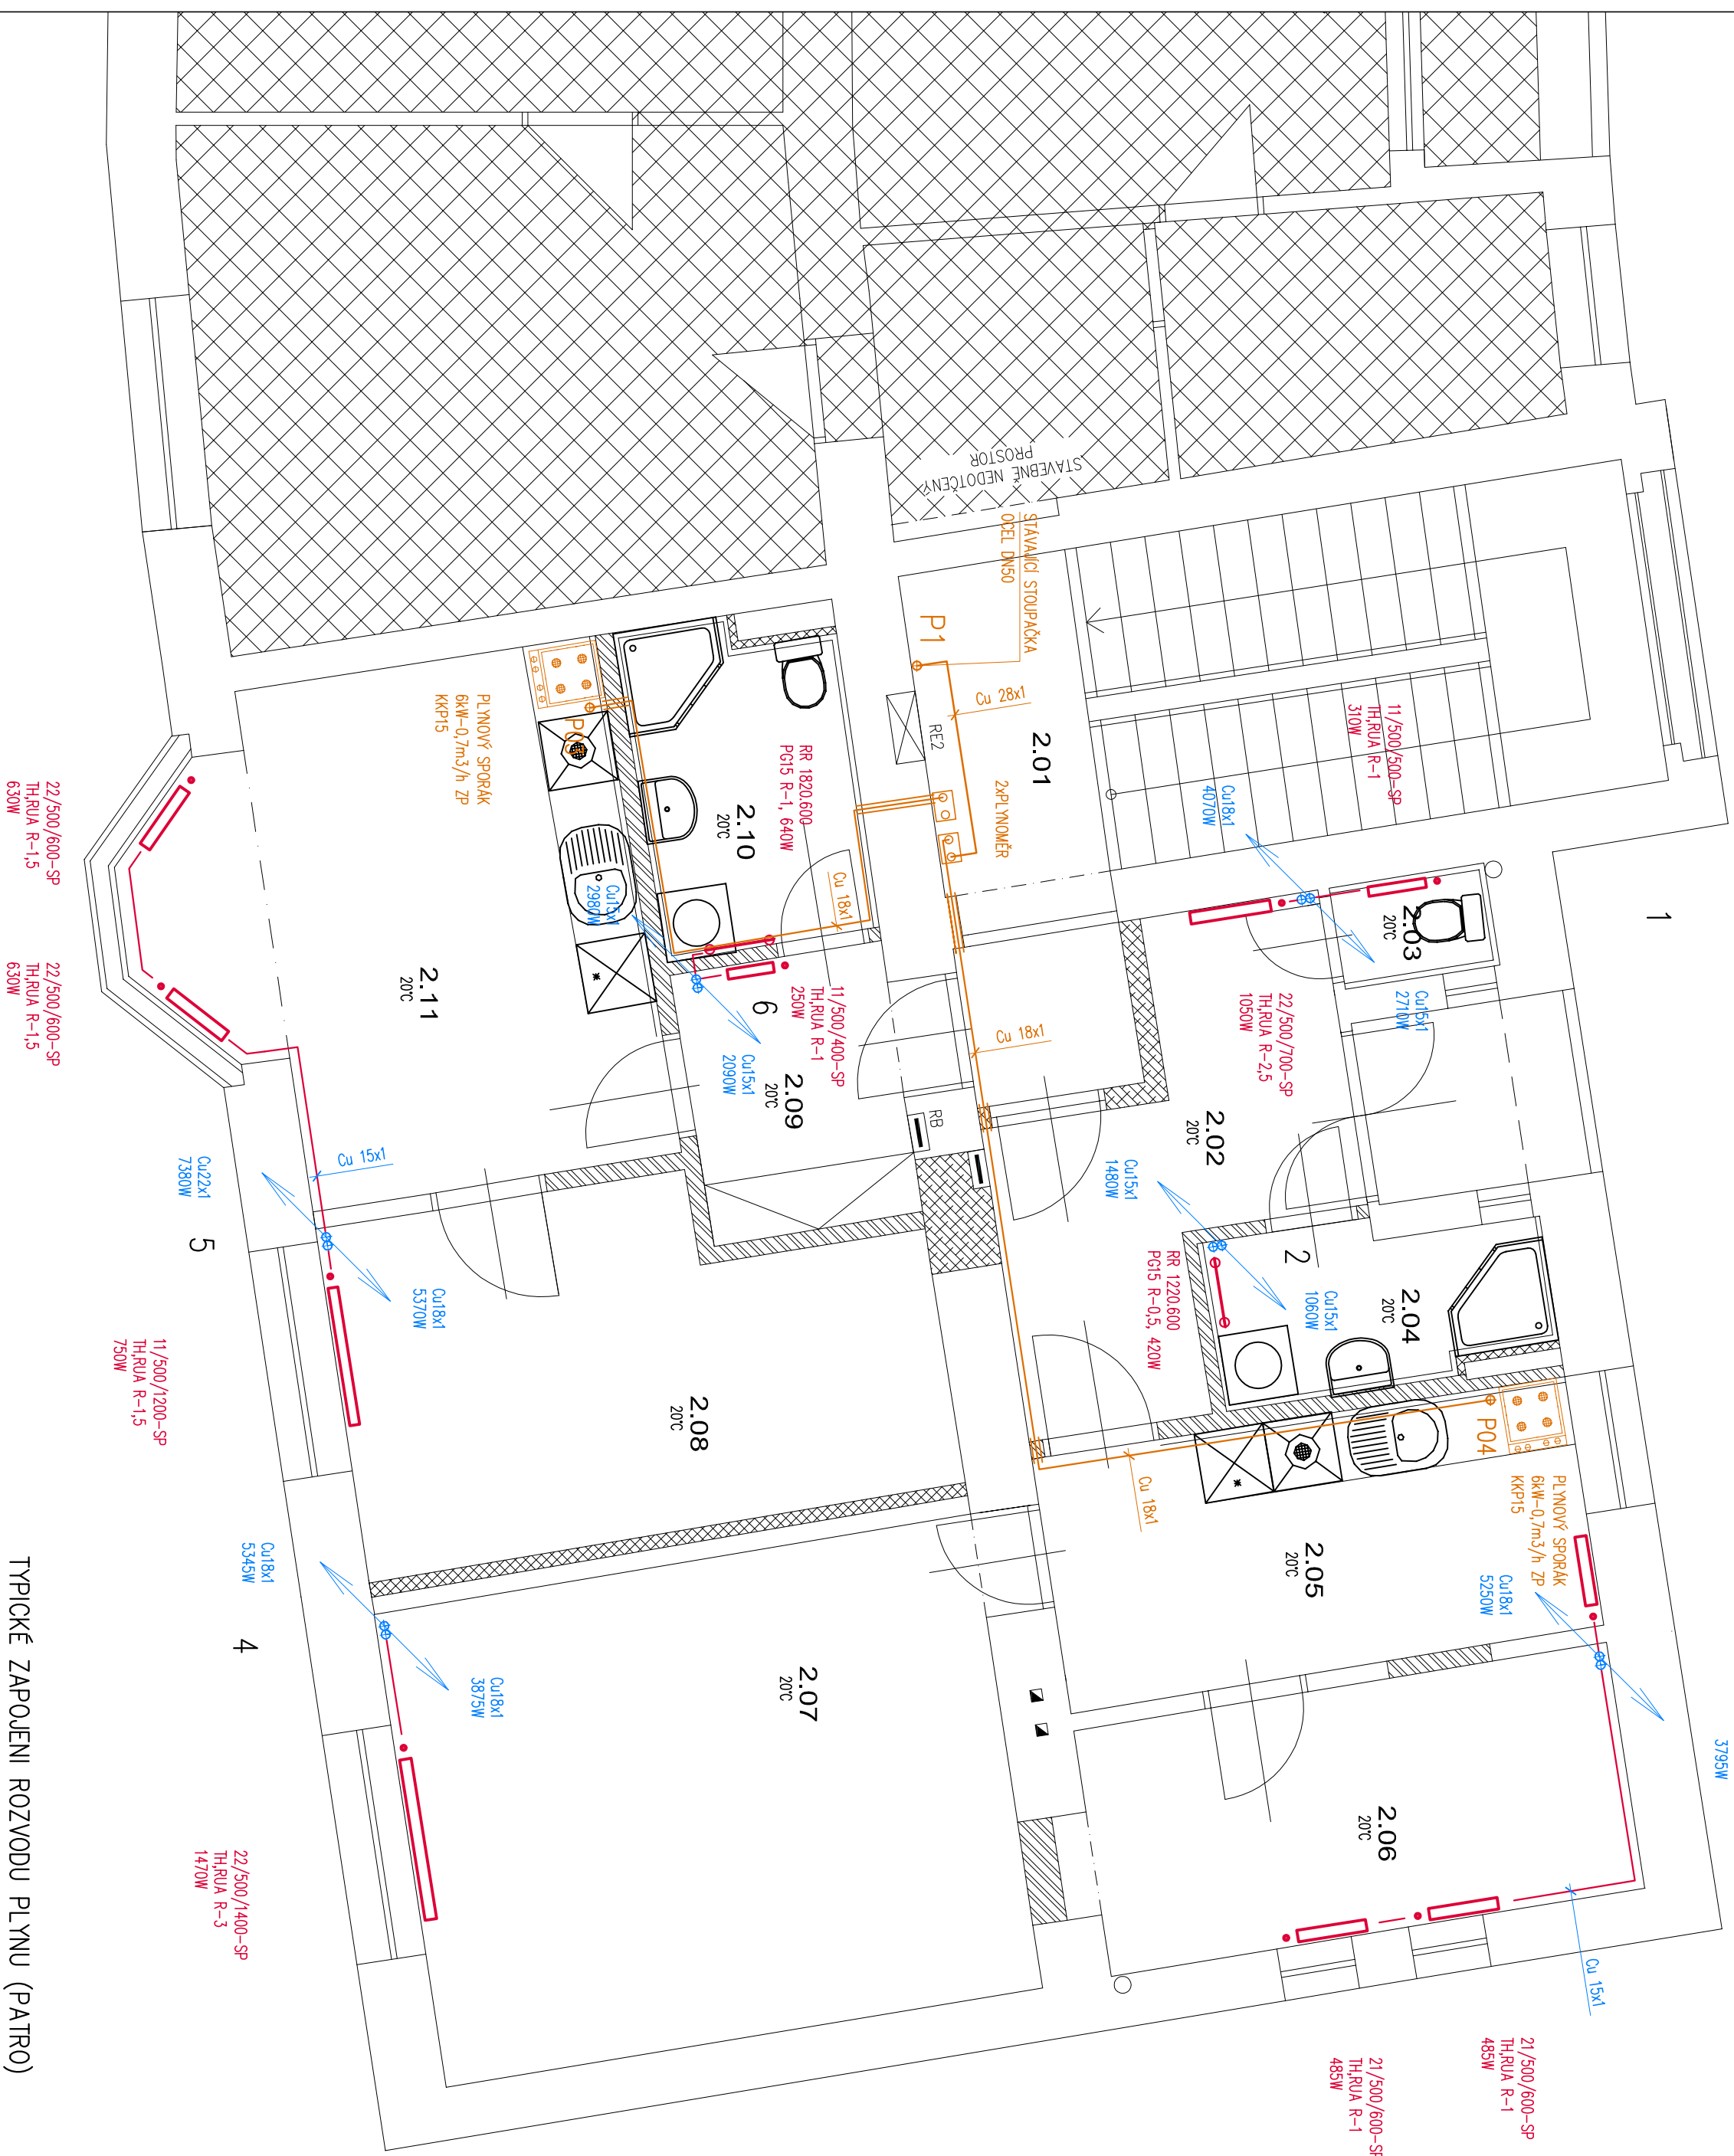 STAVEBNĚ NEDOTČENÝ
PROSTOR
STÁVAJÍCÍ STOUPAČKA
OCEL DN50
P1
Cu 28x1
RE2
2.01
2xPLYNOMĚR
11/500/500-SP
TH,RUA R-1
310W
Cu18x1
4070W
1
2.03
20°C
Cu15x1
2710W
22/500/700-SP
TH,RUA R-2,5
1050W
2.02
20°C
Cu15x1
1480W
2
RR 1220.600
PG15 R-0,5, 420W
Cu15x1
1060W
2.04
20°C
P04
PLYNOVÝ SPORÁK
6kW-0,7m3/h ZP
KKP15
Cu18x1
5250W
Cu 18x1
2.05
20°C
3795W
2.06
20°C
Cu 15x1
21/500/600-SP
TH,RUA R-1
485W
21/500/600-SP
TH,RUA R-1
485W
PLYNOVÝ SPORÁK
6kW-0,7m3/h ZP
KKP15
RR 1820.600
PG15 R-1, 640W
2.10
20°C
Cu 18x1
Cu15x1
2980W
6
11/500/400-SP
TH,RUA R-1
250W
Cu15x1
2090W
2.09
20°C
Cu 18x1
RB
2.11
20°C
22/500/600-SP
TH,RUA R-1,5
630W
22/500/600-SP
TH,RUA R-1,5
630W
Cu 15x1
Cu22x1
7380W
5
Cu18x1
5370W
11/500/1200-SP
TH,RUA R-1,5
750W
2.08
20°C
Cu18x1
5345W
4
Cu18x1
3875W
2.07
20°C
22/500/1400-SP
TH,RUA R-3
1470W
TYPICKÉ ZAPOJENI ROZVODU PLYNU (PATRO)